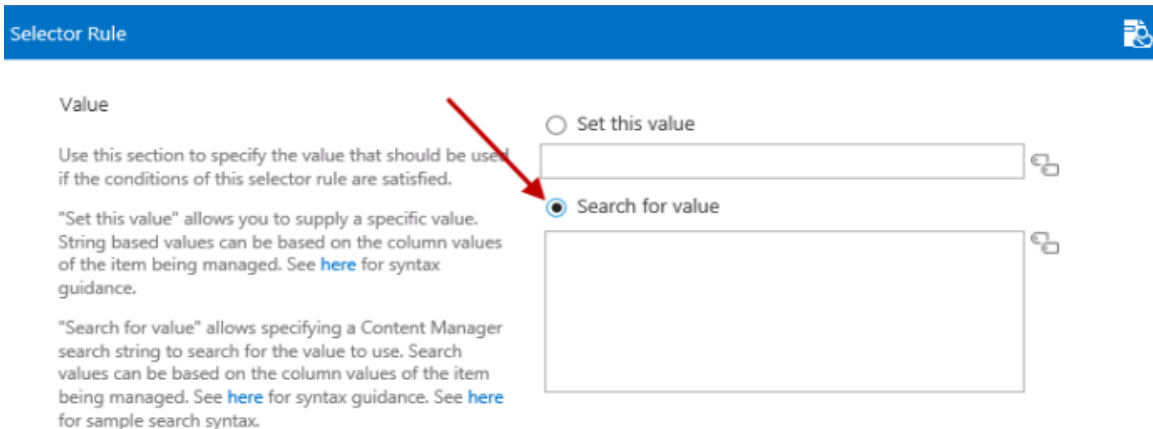 Selector Rule
Value
Use this section to specify the value that should be used
if the conditions of this selector rule are satisfied.
"Set this value" allows you to supply a specific value.
String based values can be based on the column values
of the item being managed. See here for syntax
guidance.
"Search for value" allows specifying a Content Manager
search string to search for the value to use. Search
values can be based on the column values of the item
being managed. See here for syntax guidance. See here
for sample search syntax.
Set this value
Search for value